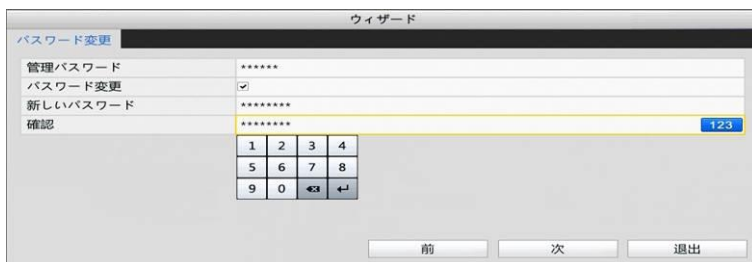 ウィザード
パスワード変更
管理パスワード ******
パスワード変更
新しいパスワード ********
確認 ******** 123
1 2 3 4
5 6 7 8
9 0
前 次 退出